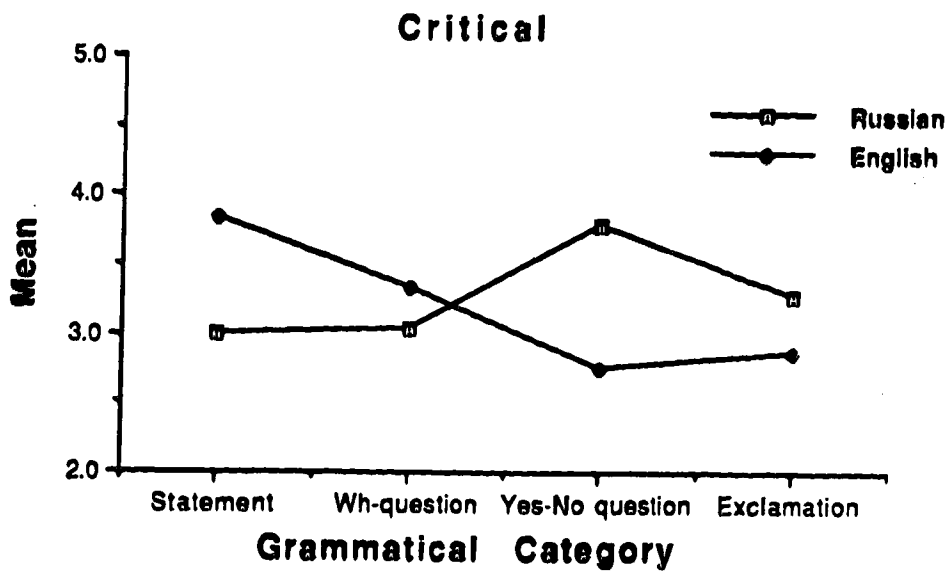 Critical
5.0
4.0
3.0
2.0
Mean
Russian
English
Statement Wh-question Yes-No question Exclamation
Grammatical Category